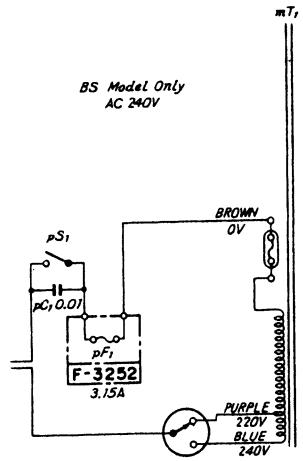 mT1
BS Model Only
AC 240V
BROWN
0V
pS1
pC1 0.01
pF1
F-3252
3.15A
PURPLE
220V
BLUE
240V